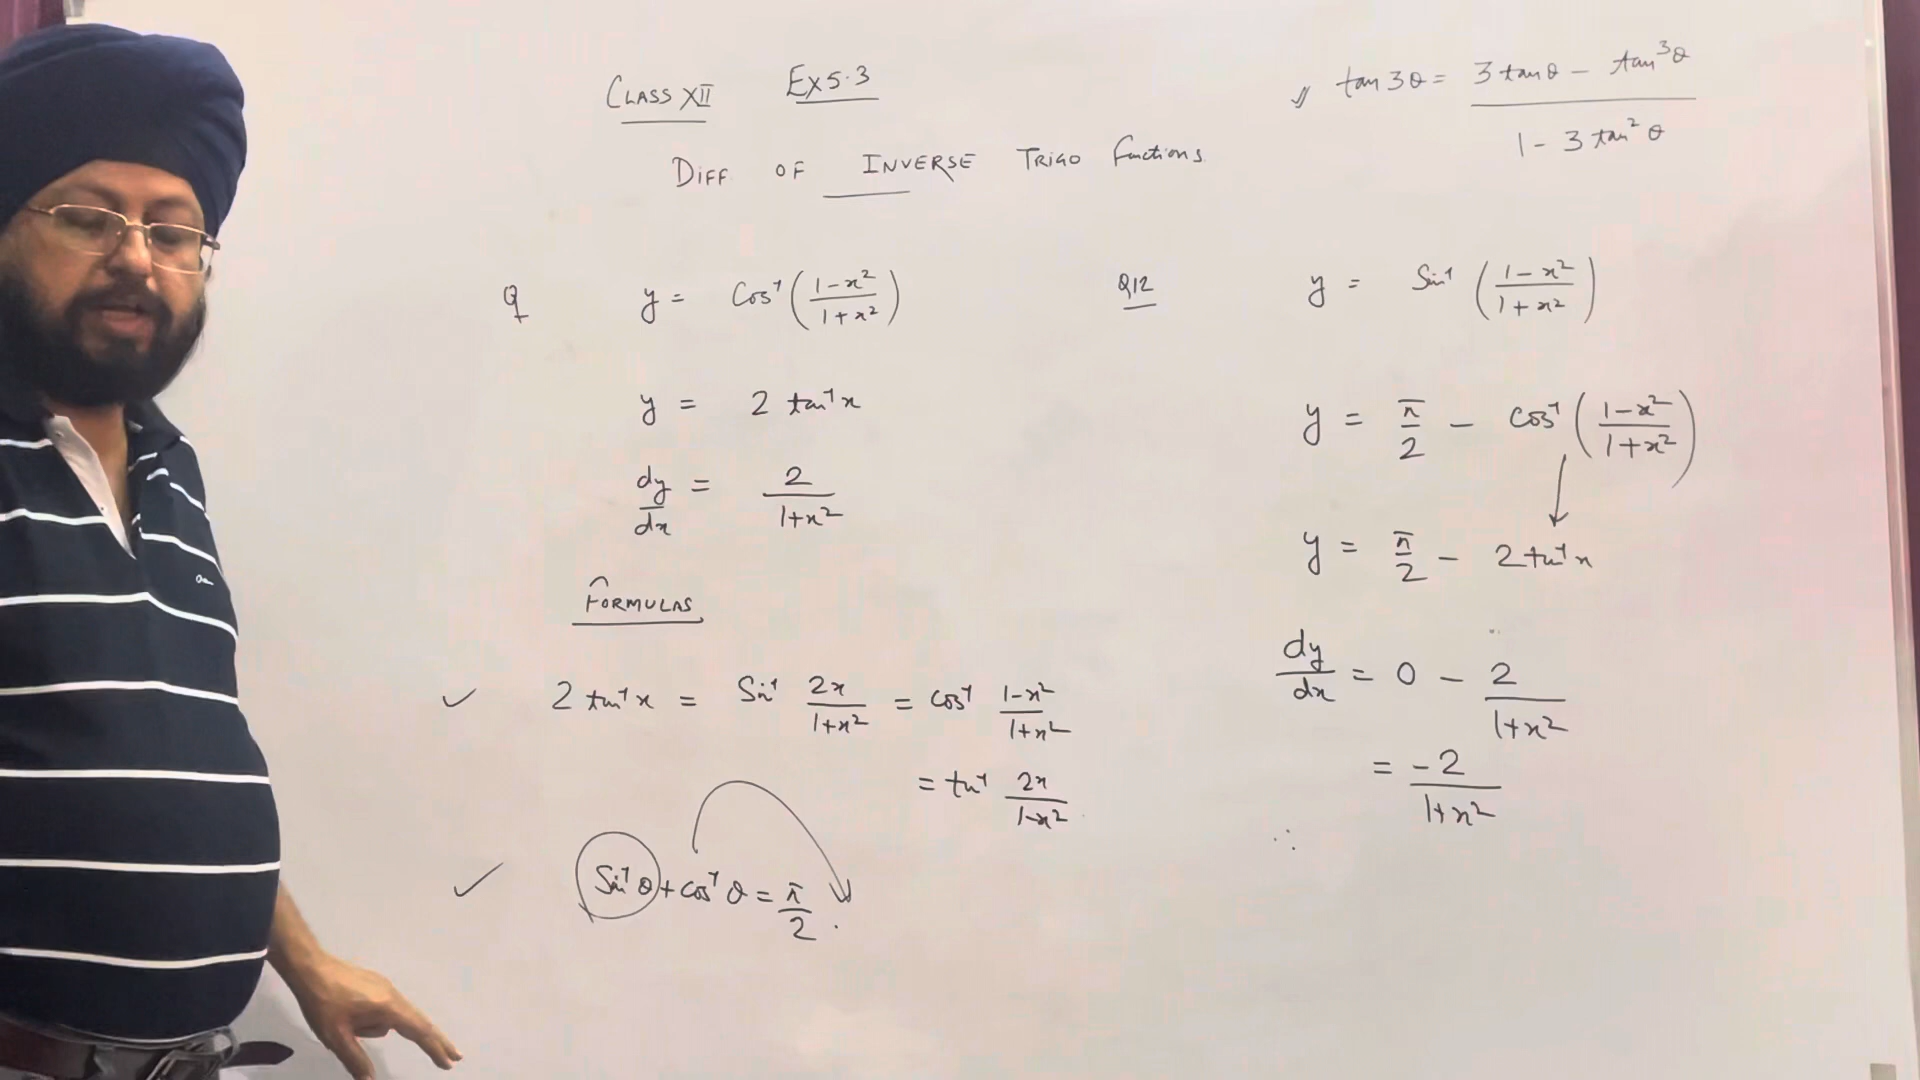 CLASS XII Ex 5.3
DIFF OF INVERSE TRIGO Functions
tan 3θ = (3 tan θ − tan³θ) / (1 − 3 tan² θ)
Q y = Cos⁻¹ ((1−x²)/(1+x²))
y = 2 tan⁻¹x
dy/dx = 2/(1+x²)
FORMULAS
✓ 2 tan⁻¹x = Sin⁻¹ 2x/(1+x²) = cos⁻¹ (1−x²)/(1+x²)
= tan⁻¹ 2x/(1−x²)
✓ Sin⁻¹ θ + cos⁻¹ θ = π/2.
Q12 y = Sin⁻¹ ((1−x²)/(1+x²))
y = π/2 − cos⁻¹ ((1−x²)/(1+x²))
y = π/2 − 2 tan⁻¹ x
dy/dx = 0 − 2/(1+x²)
= −2/(1+x²)